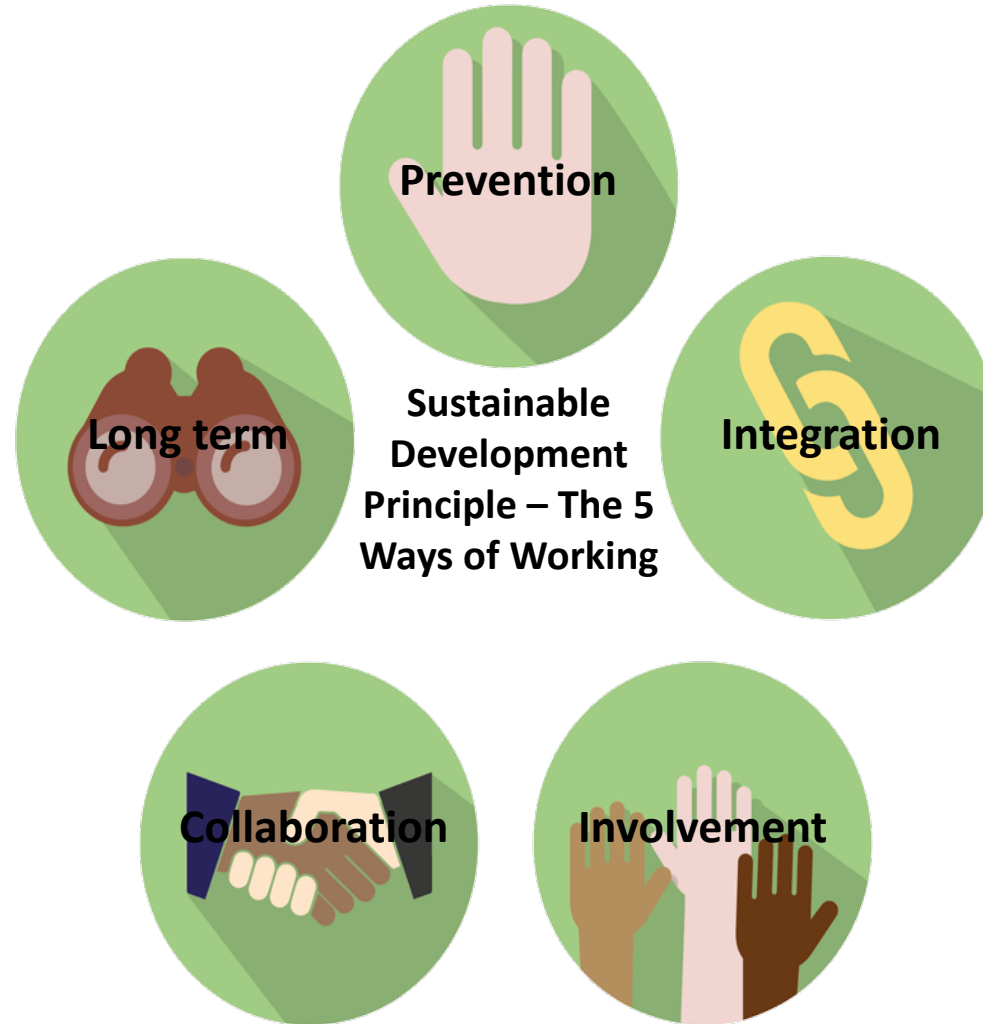 Prevention
Long term
Sustainable
Development
Principle – The 5
Ways of Working
Integration
Collaboration
Involvement